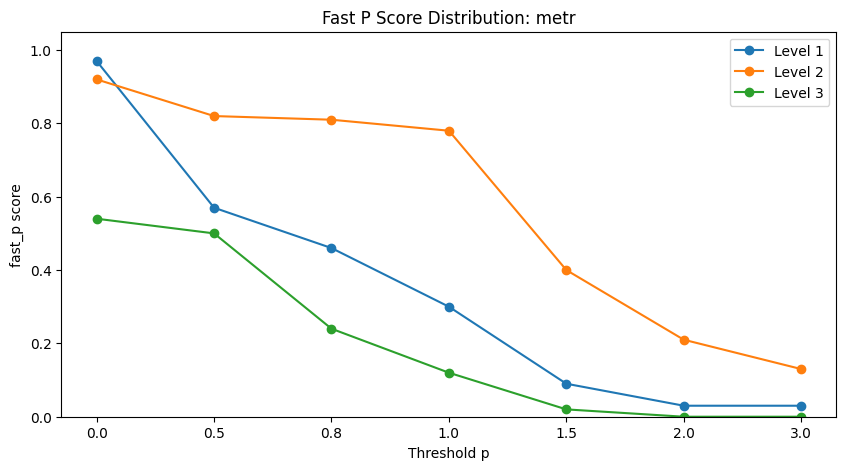 Fast P Score Distribution: metr
Level 1
Level 2
Level 3
fast_p score
1.0
0.8
0.6
0.4
0.2
0.0
0.0 0.5 0.8 1.0 1.5 2.0 3.0
Threshold p